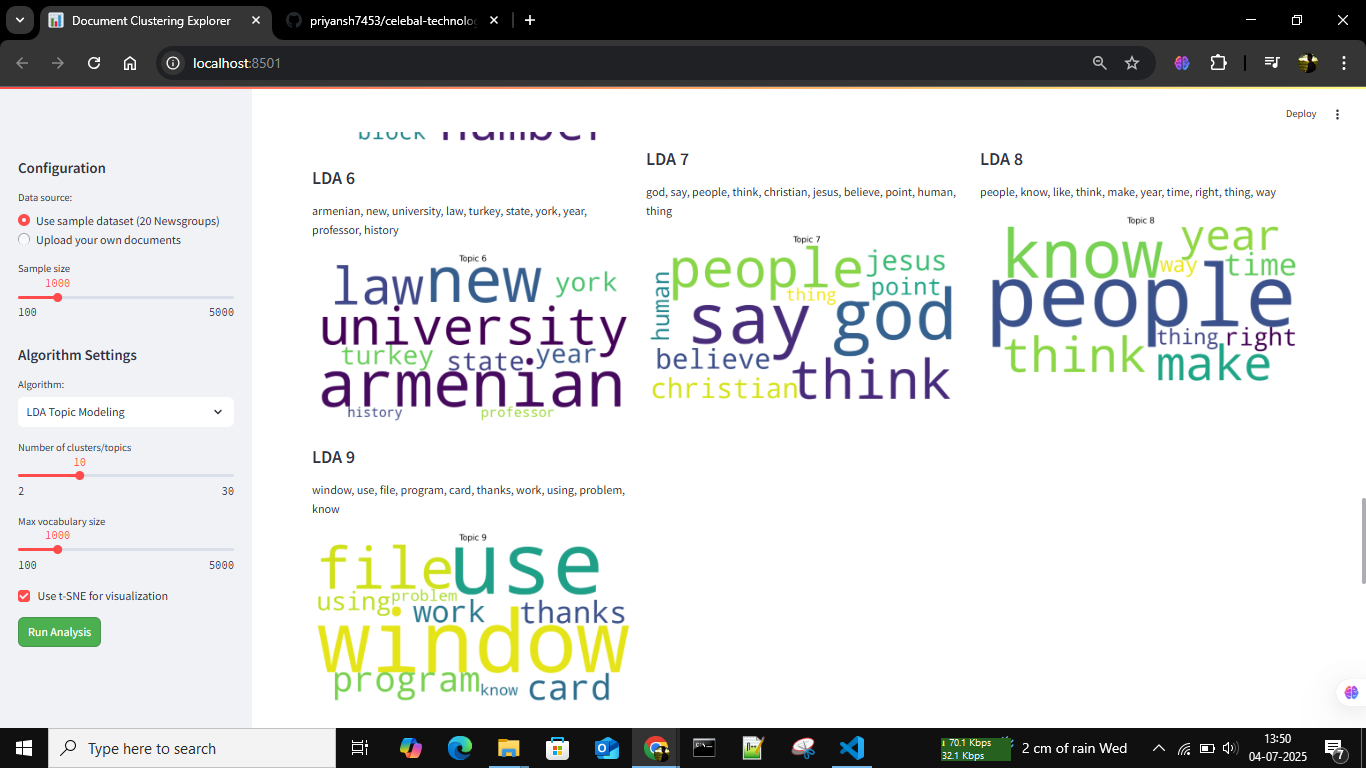 Document Clustering Explorer
priyansh7453/celebal-technolo
localhost:8501
Deploy
Configuration
Data source:
Use sample dataset (20 Newsgroups)
Upload your own documents
Sample size
1000
100 5000
Algorithm Settings
Algorithm:
LDA Topic Modeling
Number of clusters/topics
10
2 30
Max vocabulary size
1000
100 5000
Use t-SNE for visualization
Run Analysis
block number
LDA 6
armenian, new, university, law, turkey, state, york, year,
professor, history
Topic 6
law new york
university
turkey state year
armenian
history professor
LDA 7
god, say, people, think, christian, jesus, believe, point, human,
thing
Topic 7
people jesus
thing point
human say god
believe
christian think
LDA 8
people, know, like, think, make, year, time, right, thing, way
Topic 8
know year
way time
people
thing right
think make
LDA 9
window, use, file, program, card, thanks, work, using, problem,
know
Topic 9
file use
using problem
work thanks
window
program know card
Type here to search
70.1 Kbps
32.1 Kbps
2 cm of rain Wed
13:50
04-07-2025
7